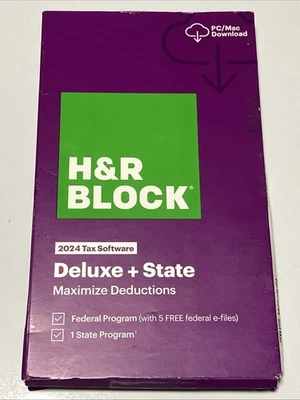 PC/Mac
Download
H&R
BLOCK®
2024 Tax Software
Deluxe + State
Maximize Deductions
Federal Program (with 5 FREE federal e-files)
1 State Program¹